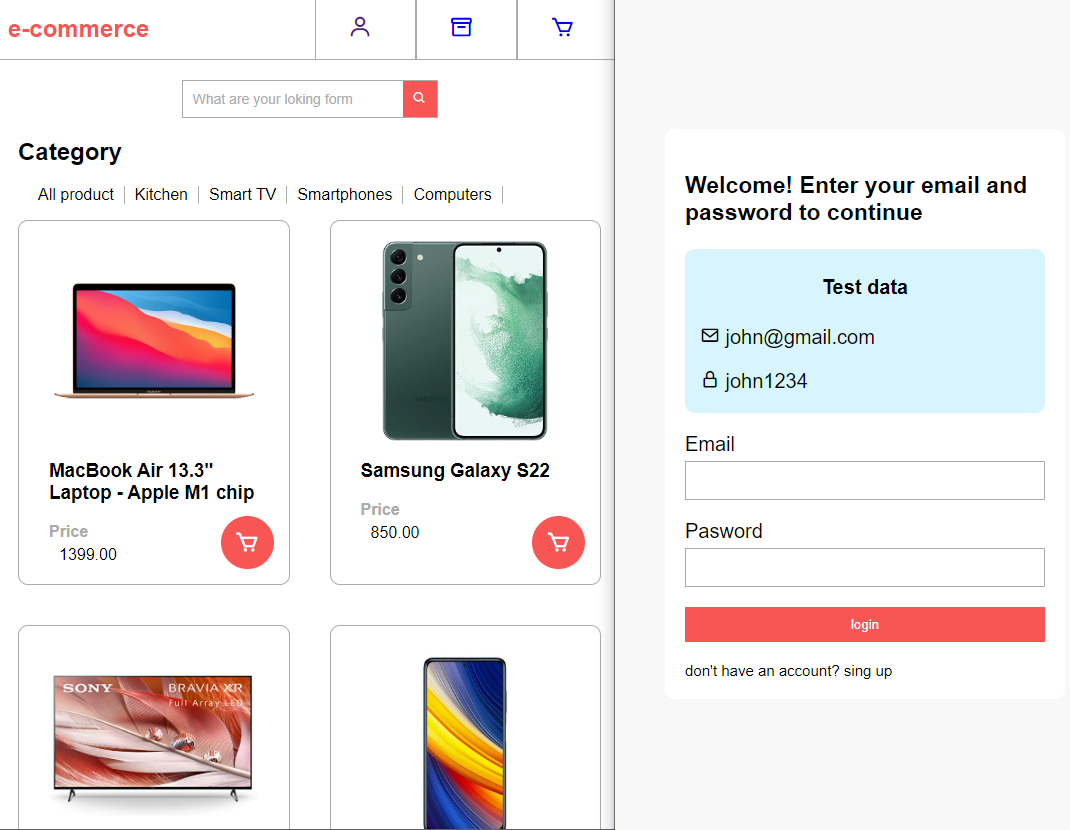 e-commerce
What are your loking form
Category
All product
Kitchen
Smart TV
Smartphones
Computers
MacBook Air 13.3"
Laptop - Apple M1 chip
Price
1399.00
Samsung Galaxy S22
Price
850.00
SONY
BRAVIA XR
Full Array LED
Welcome! Enter your email and
password to continue
Test data
john@gmail.com
john1234
Email
Pasword
login
don't have an account? sing up